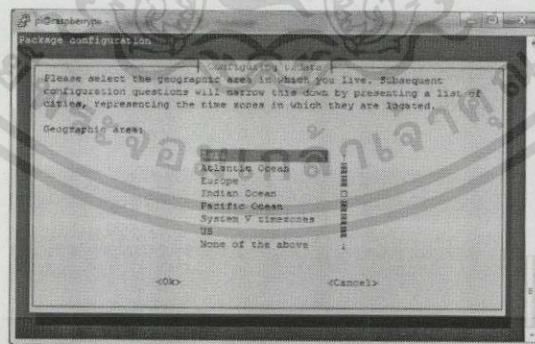 pi@raspberrypi: ~
Package configuration
Configuring tzdata
Please select the geographic area in which you live. Subsequent
configuration questions will narrow this down by presenting a list of
cities, representing the time zones in which they are located.
Geographic area:
Atlantic Ocean
Europe
Indian Ocean
Pacific Ocean
System V timezones
US
None of the above
<Ok>
<Cancel>